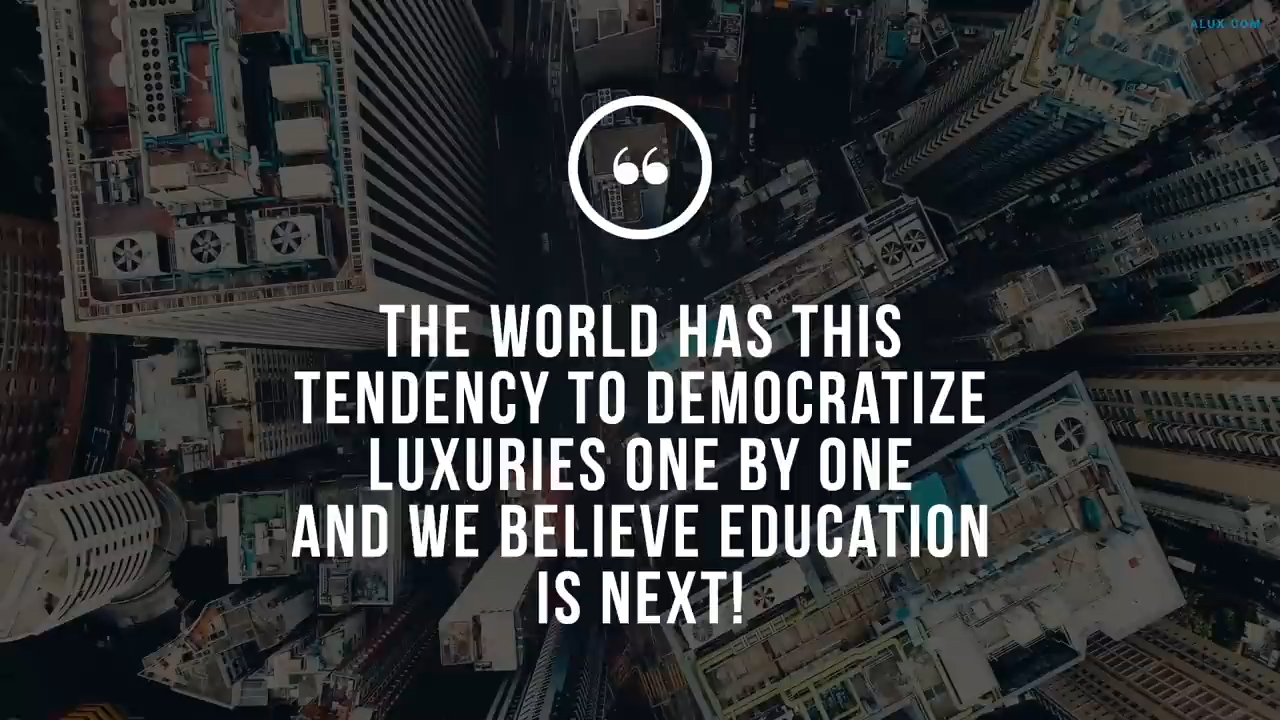 ALUX.COM
“
THE WORLD HAS THIS
TENDENCY TO DEMOCRATIZE
LUXURIES ONE BY ONE
AND WE BELIEVE EDUCATION
IS NEXT!